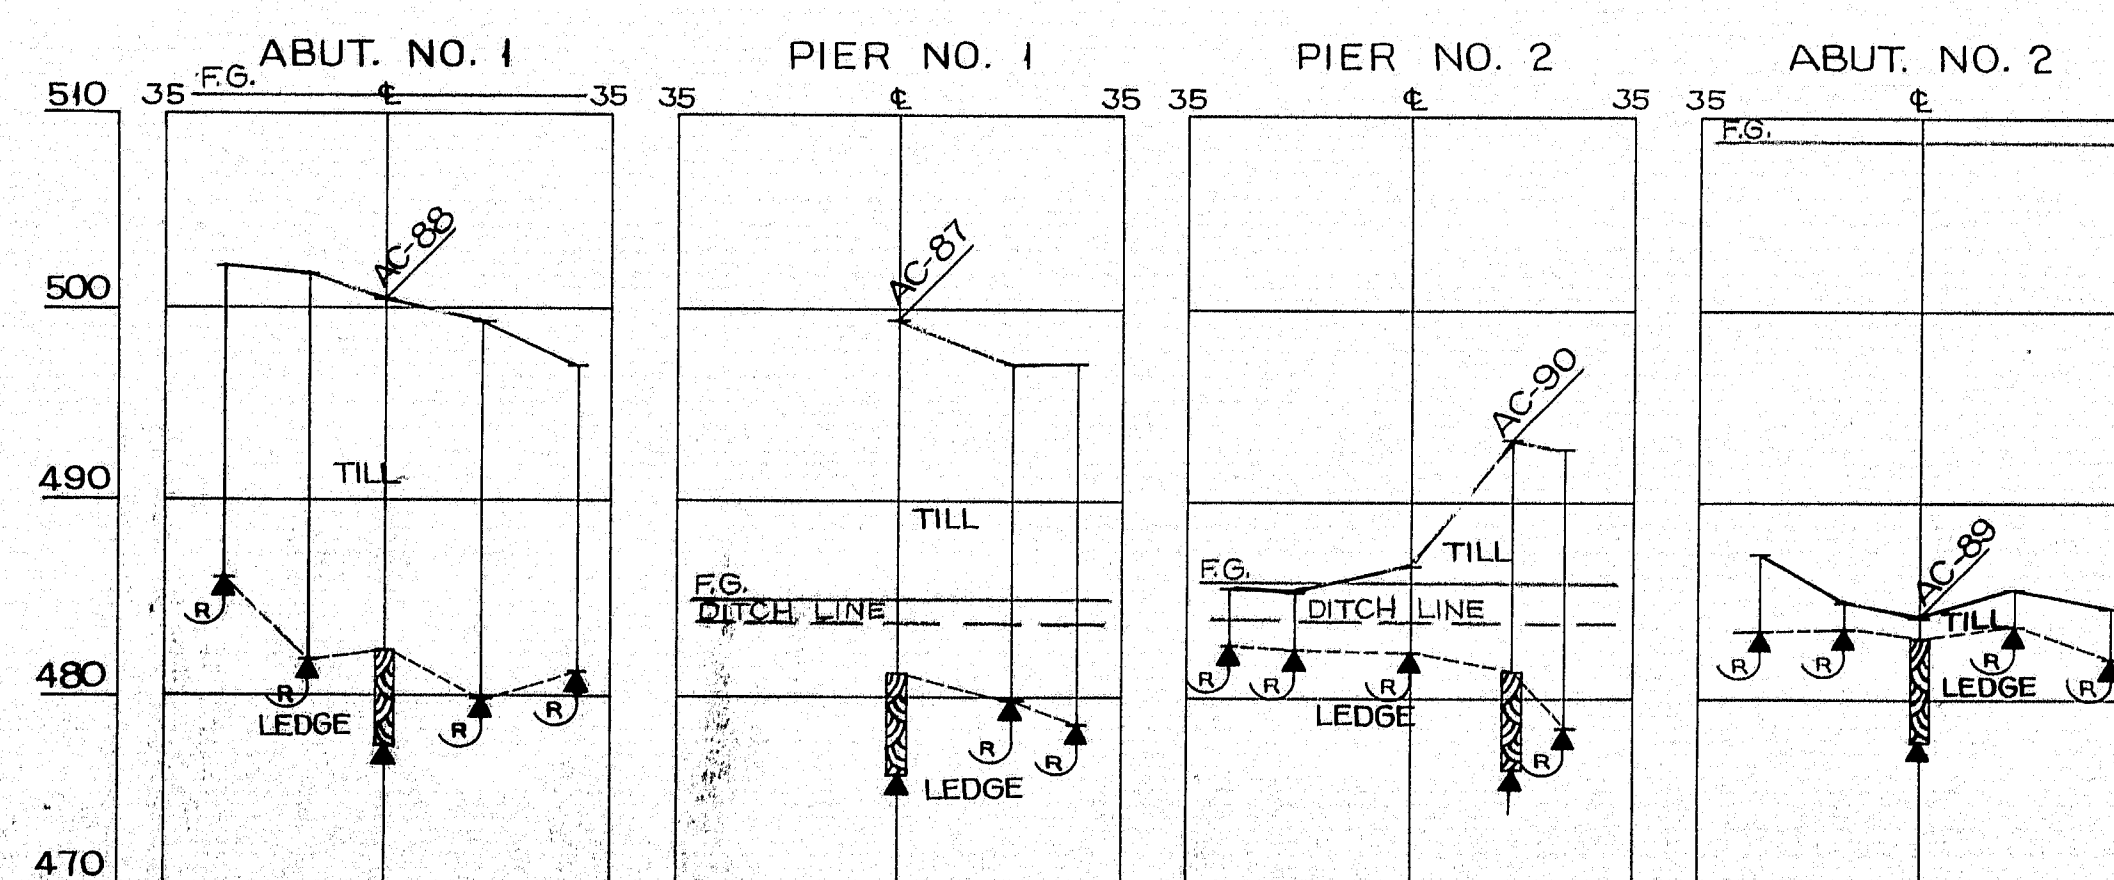 ABUT. NO. 1 PIER NO. 1 PIER NO. 2 ABUT. NO. 2
510 35 F.G. ℄ 35 35 ℄ 35 35 ℄ 35 35 ℄
F.G.
AC-88 AC-87
500
AC-90
490 TILL
TILL
AC-89
TILL
F.G. F.G.
DITCH LINE DITCH LINE TILL
R
R R
480 R R R R R LEDGE R
R R
LEDGE R LEDGE
R R R
LEDGE
470